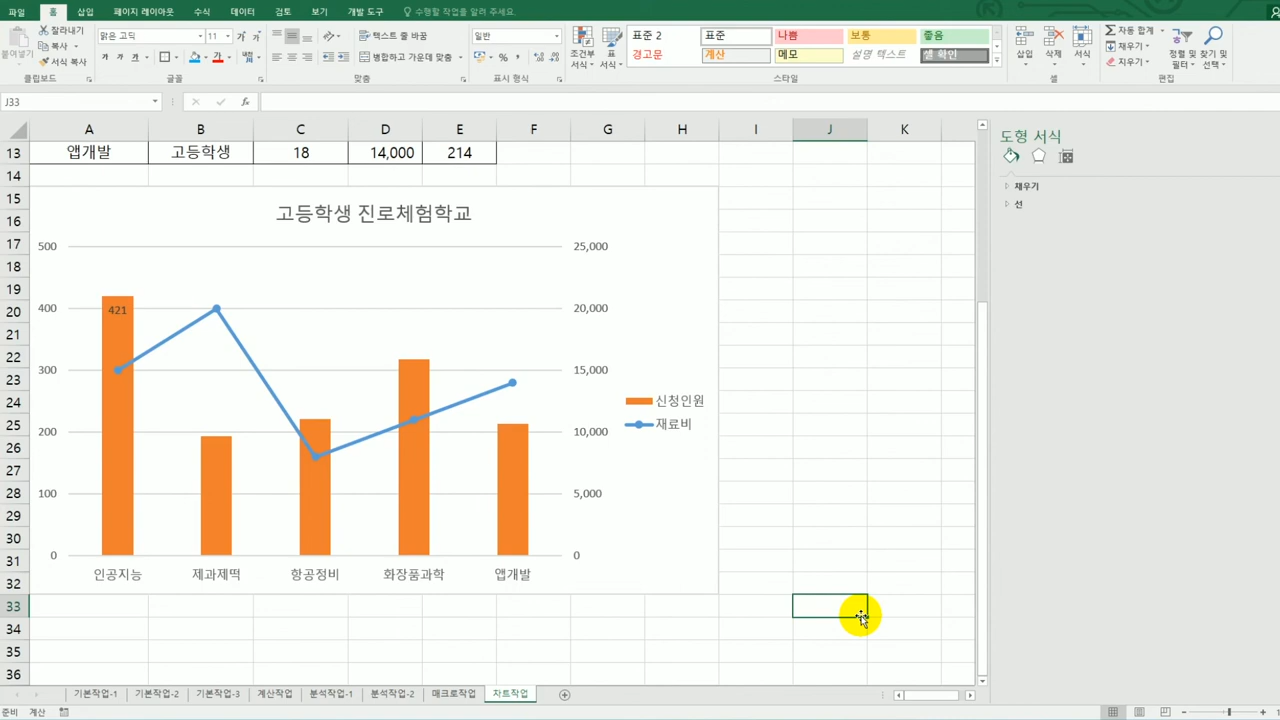 파일 홈 삽입 페이지 레이아웃 수식 데이터 검토 보기 개발 도구 수행할 작업을 알려 주세요.
잘라내기
복사
서식 복사
맑은 고딕 11
가 가 가
텍스트 줄 바꿈
병합하고 가운데 맞춤
일반
조건부 서식
표 서식
표준 2 표준 나쁨 보통 좋음
경고문 계산 메모 설명 텍스트 셀 확인
삽입 삭제 서식
자동 합계
채우기
지우기
정렬 및 필터
찾기 및 선택
클립보드 글꼴 맞춤 표시 형식 스타일 셀 편집
J33 fx
A B C D E F G H I J K
13 앱개발 고등학생 18 14,000 214
14
15
16
17
18
19
20
21
22
23
24
25
26
27
28
29
30
31
32
33
34
35
36
고등학생 진로체험학교
500 25,000
400 20,000
300 15,000
200 10,000
100 5,000
0 0
421
신청인원
재료비
인공지능 제과제떡 항공정비 화장품과학 앱개발
도형 서식
채우기
선
기본작업-1 기본작업-2 기본작업-3 계산작업 분석작업-1 분석작업-2 매크로작업 차트작업
준비 계산